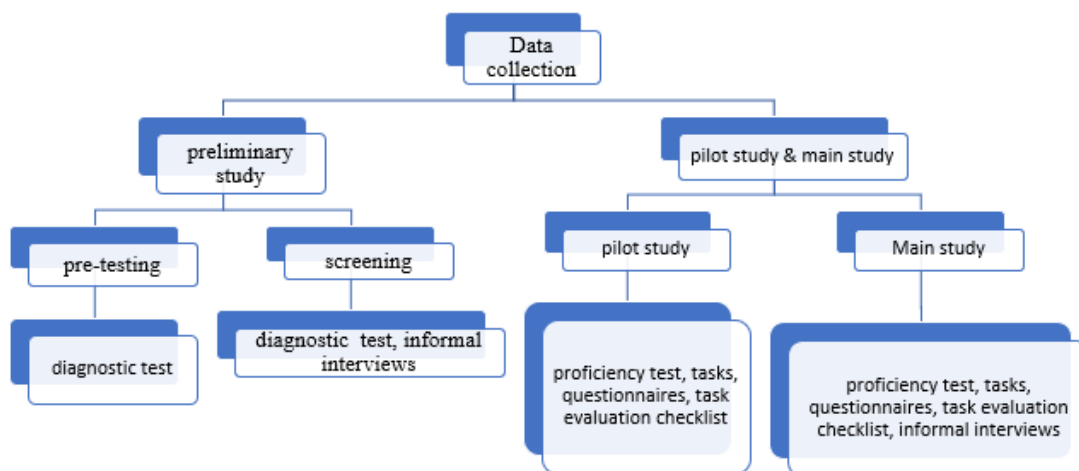 Data
collection
preliminary
study
pilot study & main study
pre-testing
screening
pilot study
Main study
diagnostic test
diagnostic test, informal
interviews
proficiency test, tasks,
questionnaires, task
evaluation checklist
proficiency test, tasks,
questionnaires, task evaluation
checklist, informal interviews